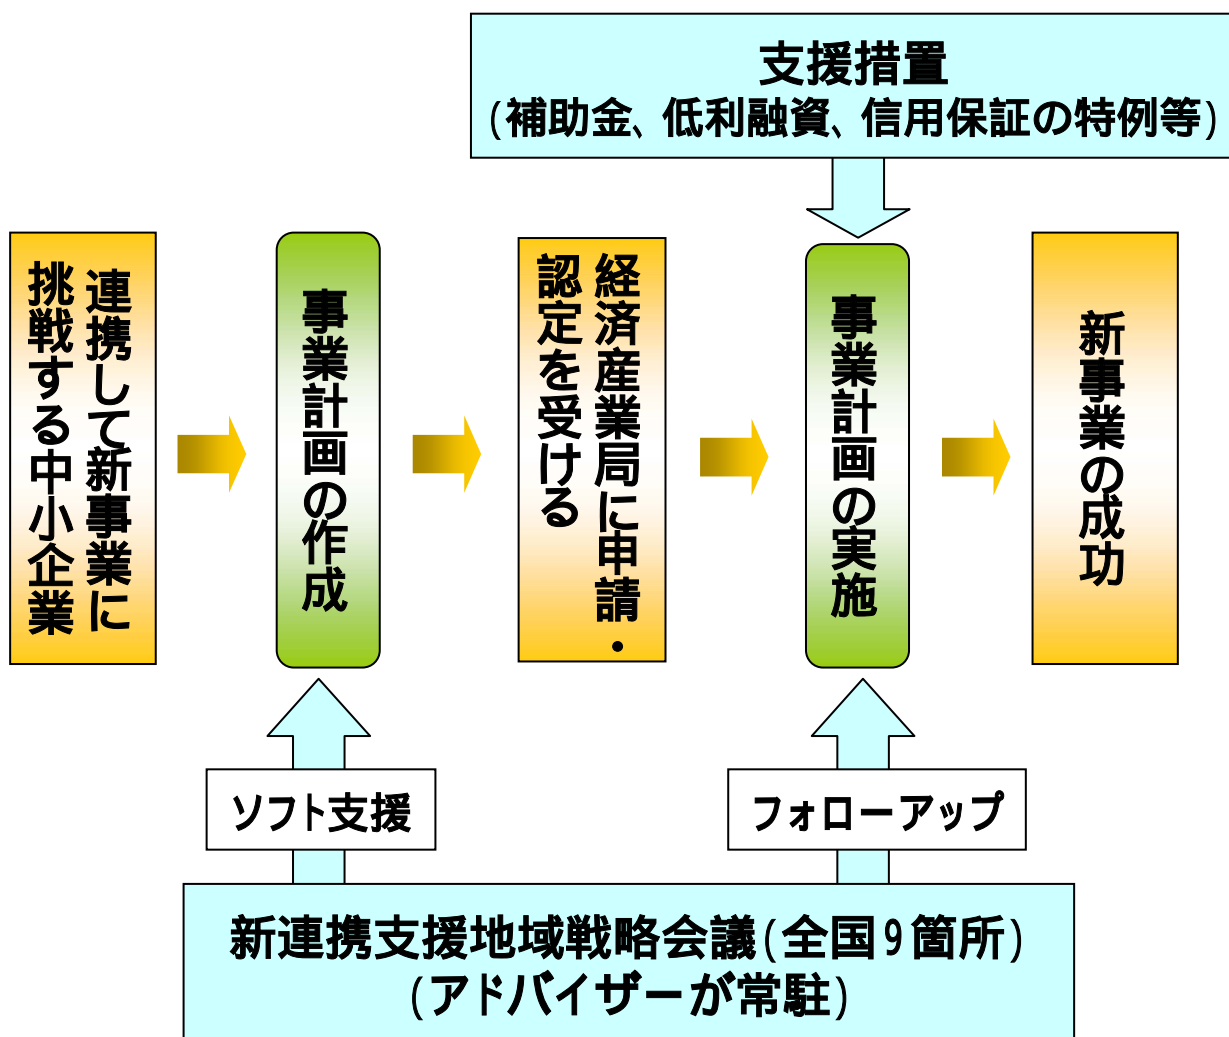 支援措置
(補助金、低利融資、信用保証の特例等)
連携して新事業に
挑戦する中小企業
事業計画の作成
経済産業局に申請・
認定を受ける
事業計画の実施
新事業の成功
ソフト支援
フォローアップ
新連携支援地域戦略会議(全国9箇所)
(アドバイザーが常駐)